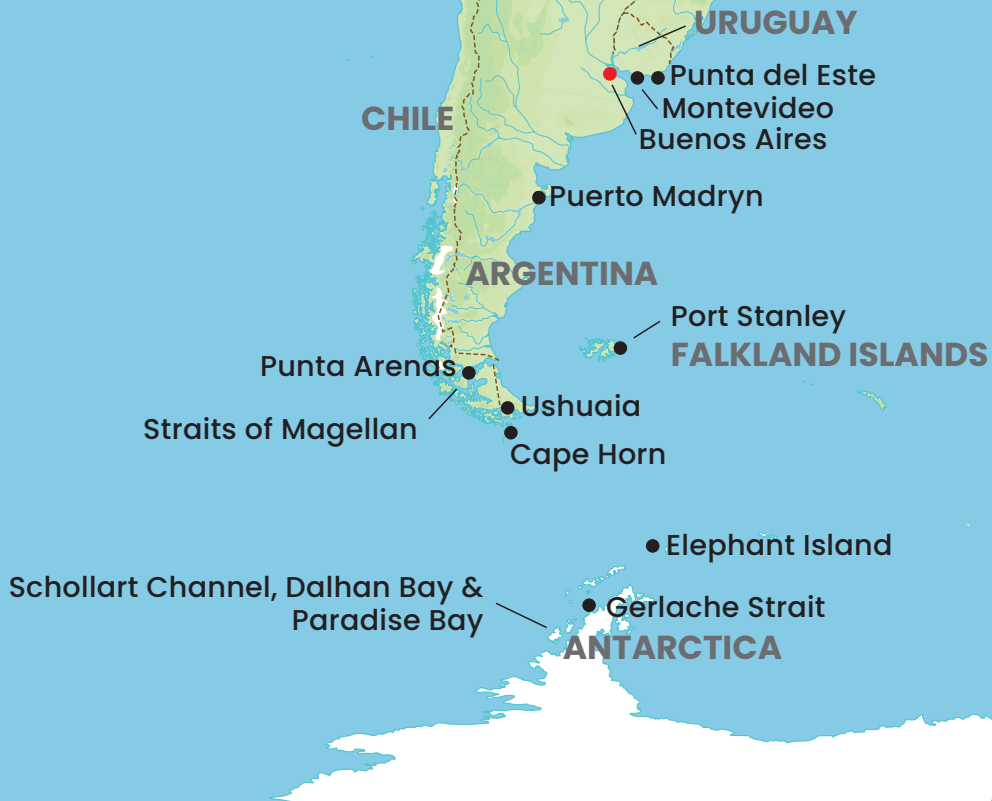 URUGUAY
Punta del Este
Montevideo
CHILE
Buenos Aires
Puerto Madryn
ARGENTINA
Port Stanley
FALKLAND ISLANDS
Punta Arenas
Ushuaia
Straits of Magellan
Cape Horn
Elephant Island
Schollart Channel, Dalhan Bay &
Paradise Bay
Gerlache Strait
ANTARCTICA